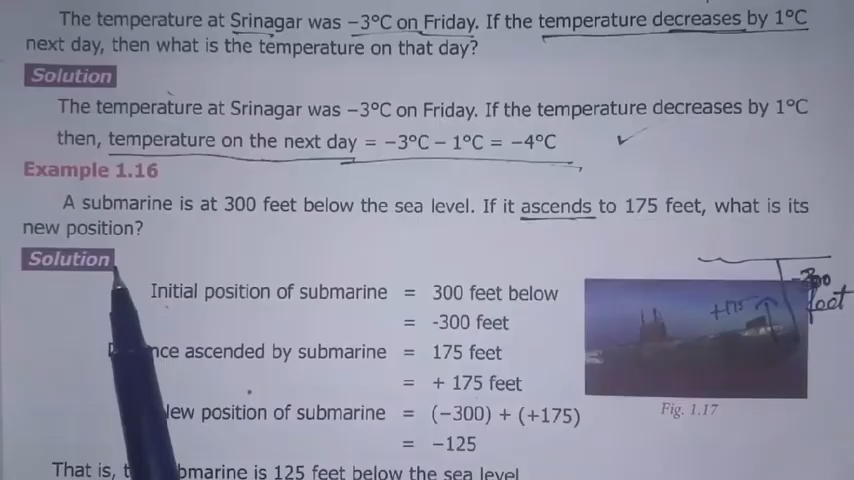 The temperature at Srinagar was −3°C on Friday. If the temperature decreases by 1°C
next day, then what is the temperature on that day?
Solution
The temperature at Srinagar was −3°C on Friday. If the temperature decreases by 1°C
then, temperature on the next day = −3°C − 1°C = −4°C
Example 1.16
A submarine is at 300 feet below the sea level. If it ascends to 175 feet, what is its
new position?
Solution
Initial position of submarine = 300 feet below
= -300 feet
-300
feet
+175
nce ascended by submarine = 175 feet
= + 175 feet
New position of submarine = (−300) + (+175)
Fig. 1.17
= −125
That is, t bmarine is 125 feet below the sea level